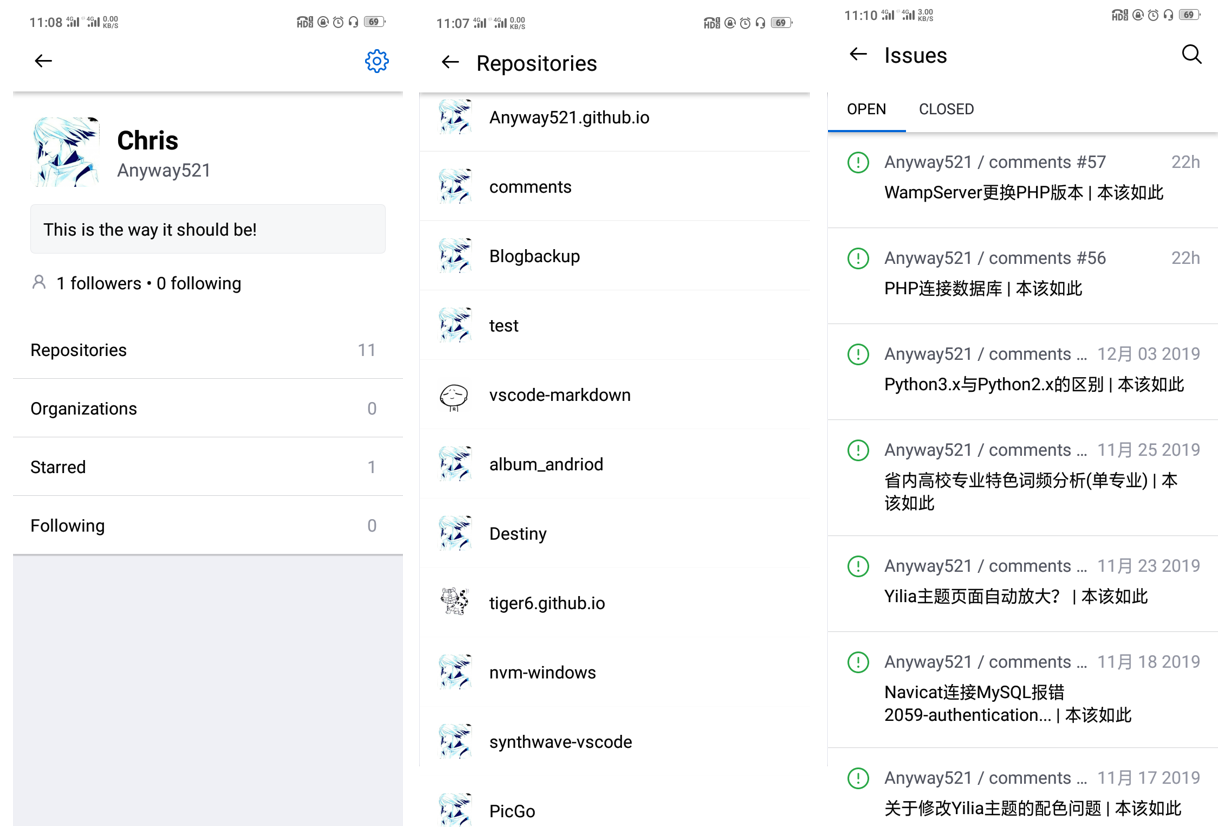 11:08 4G 4G 0.00 KB/S HD 69
Chris
Anyway521
This is the way it should be!
1 followers • 0 following
Repositories 11
Organizations 0
Starred 1
Following 0
11:07 4G 4G 0.00 KB/S HD 69
Repositories
Anyway521.github.io
comments
Blogbackup
test
vscode-markdown
album_andriod
Destiny
tiger6.github.io
nvm-windows
synthwave-vscode
PicGo
11:10 4G 4G 3.00 KB/S HD 69
Issues
OPEN CLOSED
Anyway521 / comments #57 22h
WampServer更换PHP版本 | 本该如此
Anyway521 / comments #56 22h
PHP连接数据库 | 本该如此
Anyway521 / comments ... 12月 03 2019
Python3.x与Python2.x的区别 | 本该如此
Anyway521 / comments ... 11月 25 2019
省内高校专业特色词频分析(单专业) | 本
该如此
Anyway521 / comments ... 11月 23 2019
Yilia主题页面自动放大？ | 本该如此
Anyway521 / comments ... 11月 18 2019
Navicat连接MySQL报错
2059-authentication... | 本该如此
Anyway521 / comments ... 11月 17 2019
关于修改Yilia主题的配色问题 | 本该如此